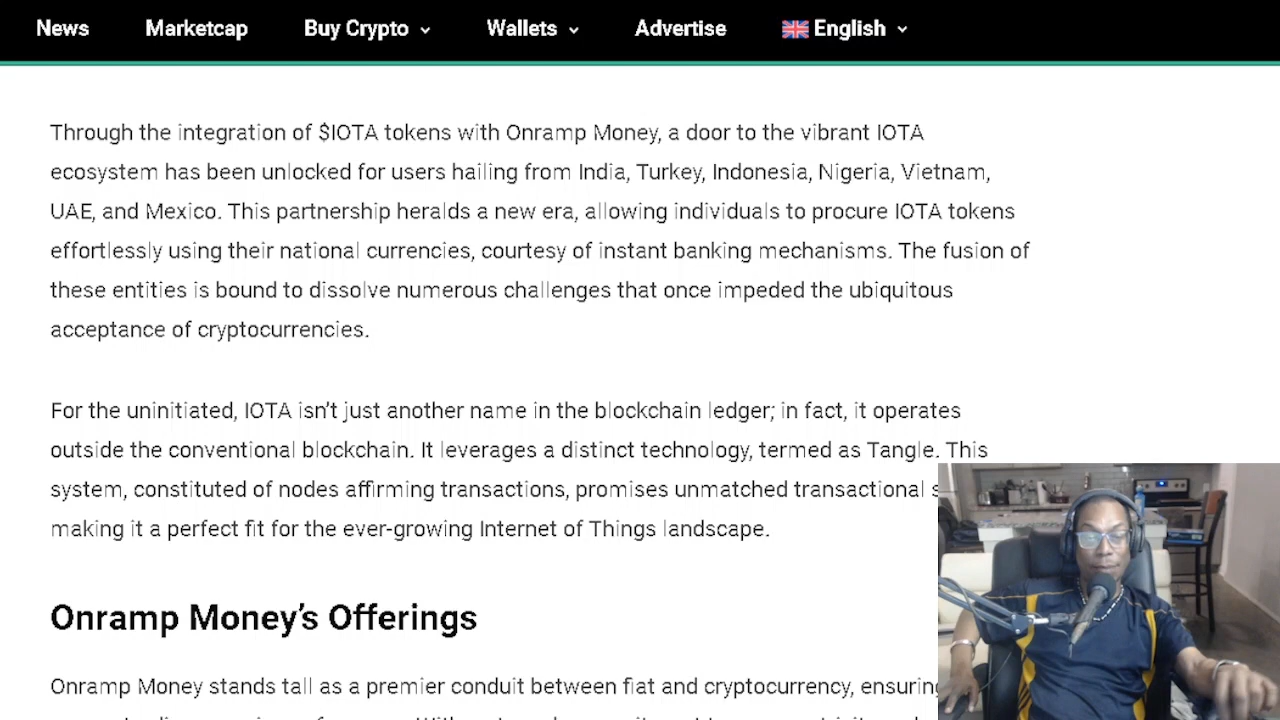 News Marketcap Buy Crypto Wallets Advertise English
Through the integration of $IOTA tokens with Onramp Money, a door to the vibrant IOTA
ecosystem has been unlocked for users hailing from India, Turkey, Indonesia, Nigeria, Vietnam,
UAE, and Mexico. This partnership heralds a new era, allowing individuals to procure IOTA tokens
effortlessly using their national currencies, courtesy of instant banking mechanisms. The fusion of
these entities is bound to dissolve numerous challenges that once impeded the ubiquitous
acceptance of cryptocurrencies.
For the uninitiated, IOTA isn’t just another name in the blockchain ledger; in fact, it operates
outside the conventional blockchain. It leverages a distinct technology, termed as Tangle. This
system, constituted of nodes affirming transactions, promises unmatched transactional
making it a perfect fit for the ever-growing Internet of Things landscape.
Onramp Money’s Offerings
Onramp Money stands tall as a premier conduit between fiat and cryptocurrency, ensuring